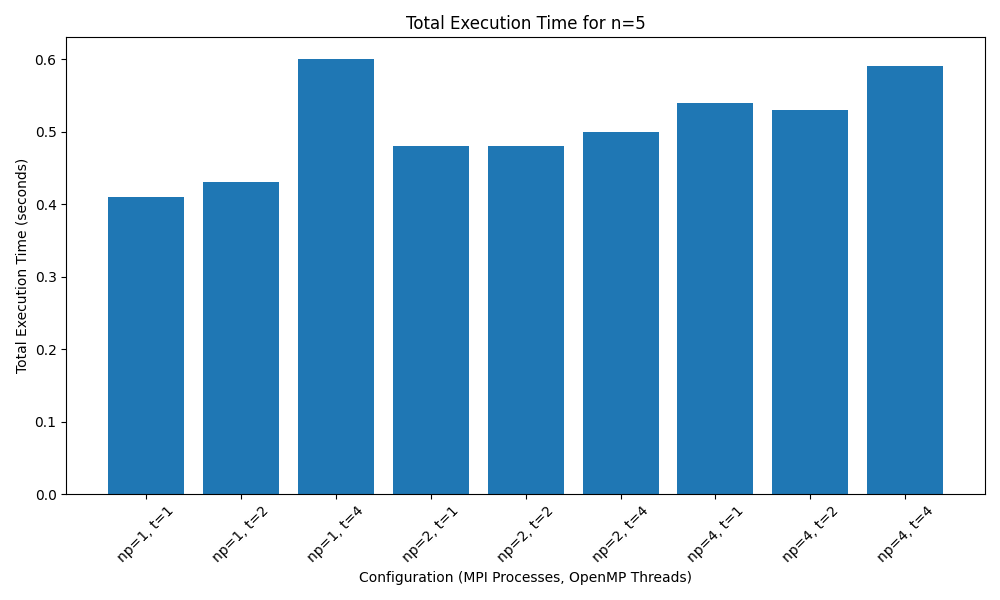 Total Execution Time for n=5
Total Execution Time (seconds)
0.6
0.5
0.4
0.3
0.2
0.1
0.0
np=1, t=1
np=1, t=2
np=1, t=4
np=2, t=1
np=2, t=2
np=2, t=4
np=4, t=1
np=4, t=2
np=4, t=4
Configuration (MPI Processes, OpenMP Threads)